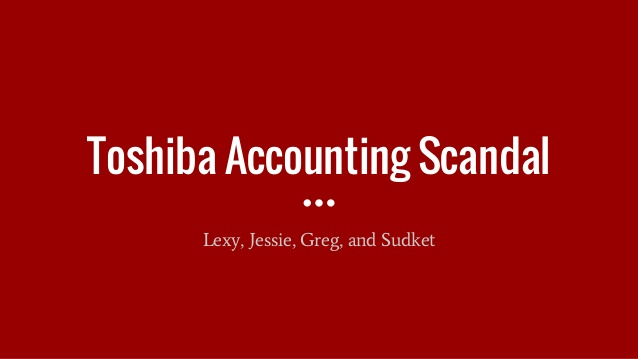 Toshiba Accounting Scandal
Lexy, Jessie, Greg, and Sudket